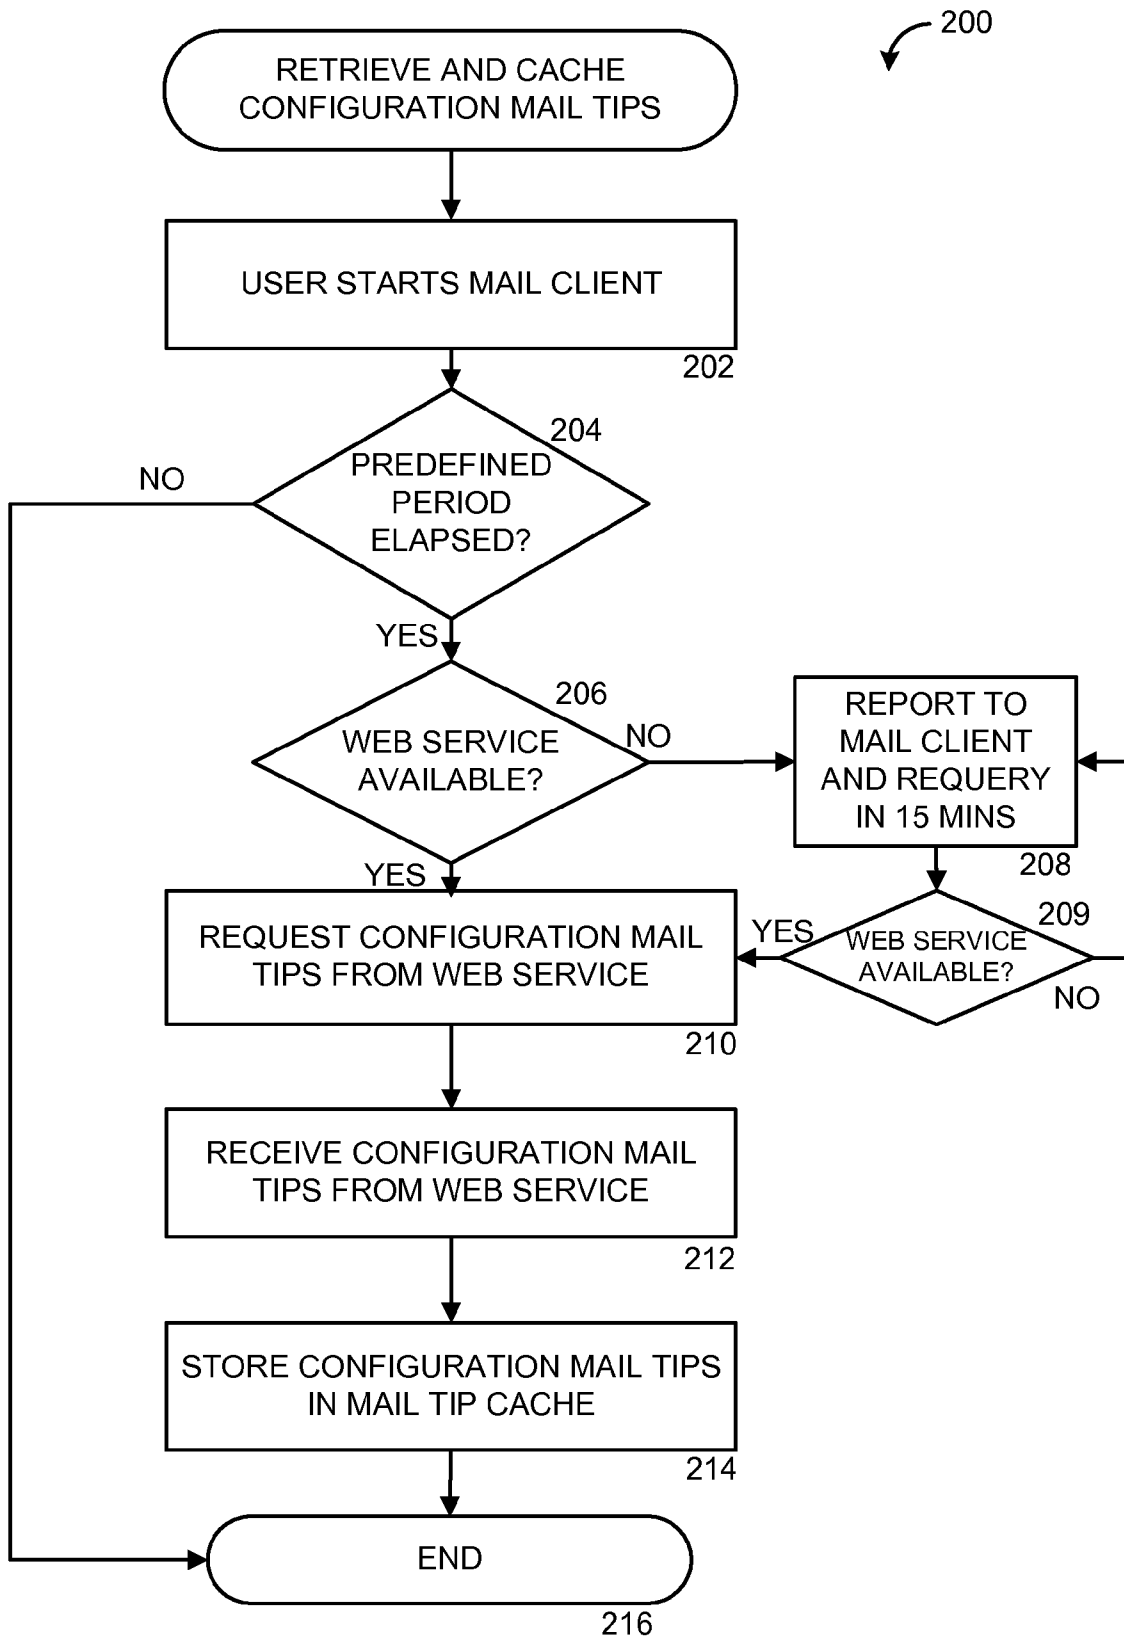 200
RETRIEVE AND CACHE
CONFIGURATION MAIL TIPS
USER STARTS MAIL CLIENT
202
204
PREDEFINED
PERIOD
ELAPSED?
NO
YES
206
WEB SERVICE
AVAILABLE?
NO
YES
REPORT TO
MAIL CLIENT
AND REQUERY
IN 15 MINS
208
209
WEB SERVICE
AVAILABLE?
YES
NO
REQUEST CONFIGURATION MAIL
TIPS FROM WEB SERVICE
210
RECEIVE CONFIGURATION MAIL
TIPS FROM WEB SERVICE
212
STORE CONFIGURATION MAIL TIPS
IN MAIL TIP CACHE
214
END
216